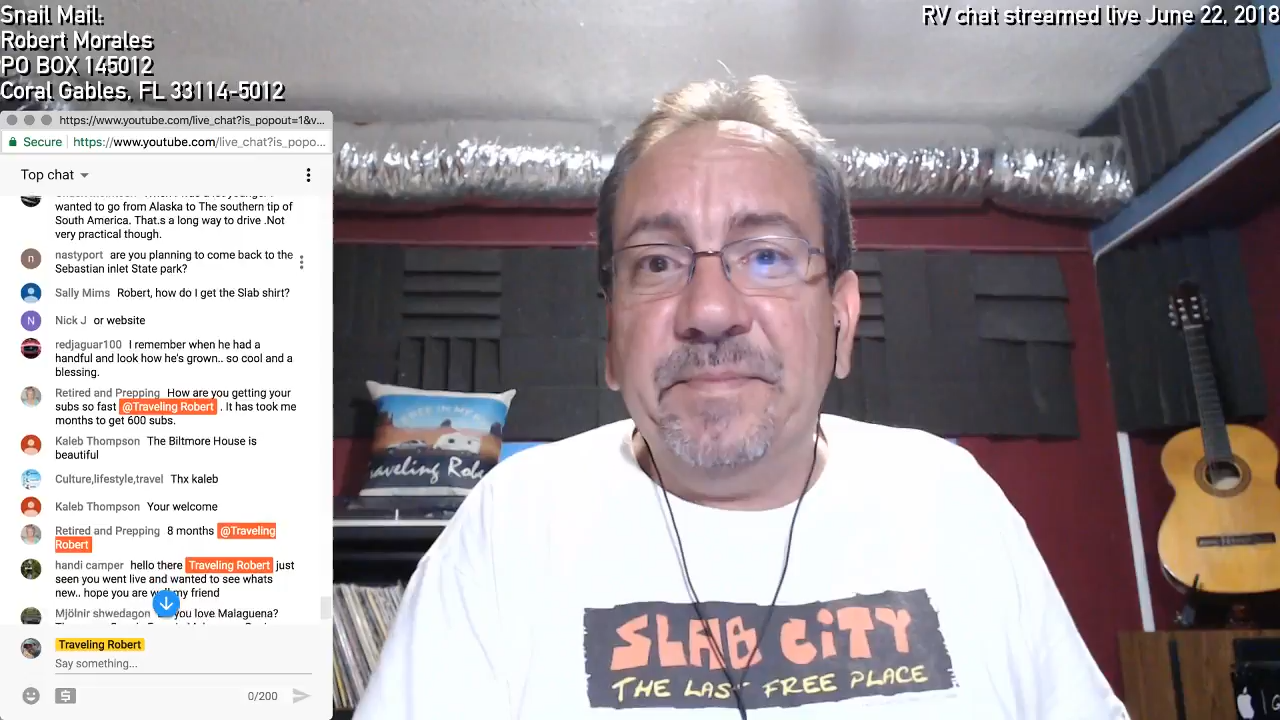 Snail Mail:
Robert Morales
PO BOX 145012
Coral Gables, FL 33114-5012
RV chat streamed live June 22, 2018
https://www.youtube.com/live_chat?is_popout=1&v...
Secure https://www.youtube.com/live_chat?is_popo...
Top chat
wanted to go from Alaska to The southern tip of
South America. That.s a long way to drive .Not
very practical though.
n
nastyport are you planning to come back to the
Sebastian inlet State park?
Sally Mims Robert, how do I get the Slab shirt?
N
Nick J or website
redjaguar100 I remember when he had a
handful and look how he's grown.. so cool and a
blessing.
Retired and Prepping How are you getting your
subs so fast @Traveling Robert . It has took me
months to get 600 subs.
Kaleb Thompson The Biltmore House is
beautiful
Culture,lifestyle,travel Thx kaleb
Kaleb Thompson Your welcome
Retired and Prepping 8 months @Traveling
Robert
handi camper hello there Traveling Robert just
seen you went live and wanted to see whats
new.. hope you are my friend
Mjölnir shwedagon you love Malaguena?
Traveling Robert
Say something...
0/200
SLAB CITY
THE LAST FREE PLACE